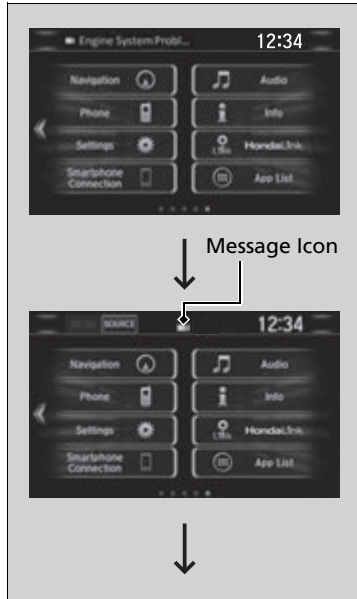 Engine System Probl... 12:34
Navigation Audio
Phone Info
Settings HondaLink
Smartphone
Connection App List
Message Icon
SOURCE 12:34
Navigation Audio
Phone Info
Settings HondaLink
Smartphone
Connection App List